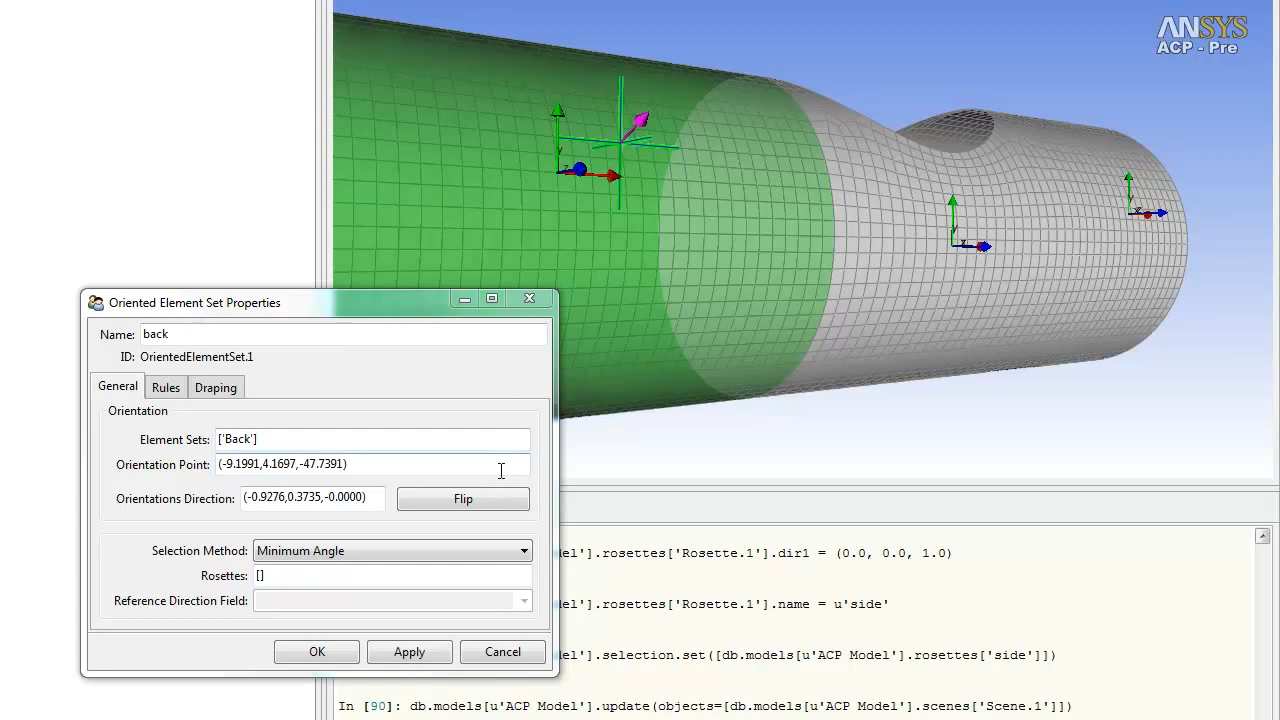 ANSYS
ACP - Pre
y
z
y
z
y
z
Oriented Element Set Properties
Name: back
ID: OrientedElementSet.1
General Rules Draping
Orientation
Element Sets: ['Back']
Orientation Point: (-9.1991,4.1697,-47.7391)
Orientations Direction: (-0.9276,0.3735,-0.0000) Flip
Selection Method: Minimum Angle
Rosettes: []
Reference Direction Field:
OK Apply Cancel
del'].rosettes['Rosette.1'].dir1 = (0.0, 0.0, 1.0)
del'].rosettes['Rosette.1'].name = u'side'
del'].selection.set([db.models[u'ACP Model'].rosettes['side']])
In [90]: db.models[u'ACP Model'].update(objects=[db.models[u'ACP Model'].scenes['Scene.1']])